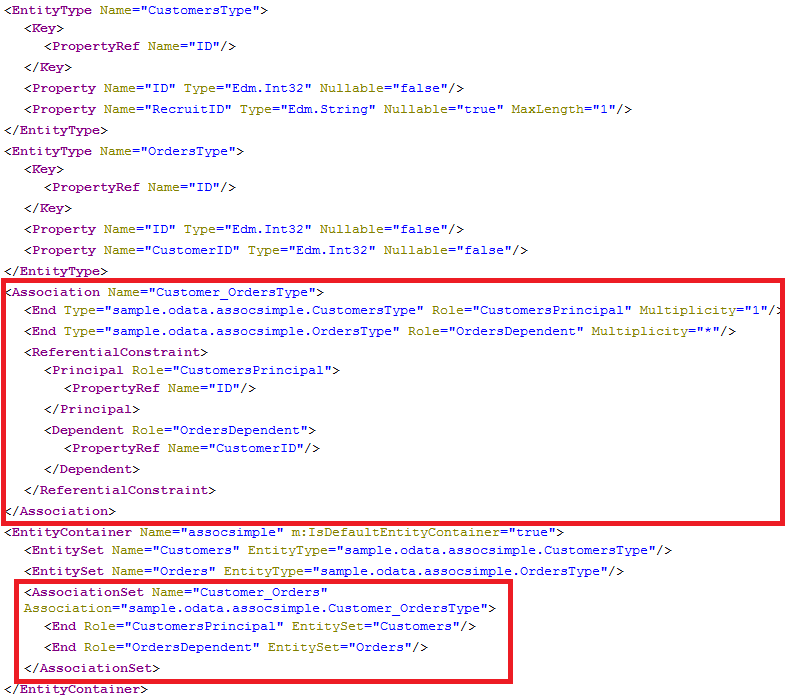 <EntityType Name="CustomersType">
<Key>
<PropertyRef Name="ID"/>
</Key>
<Property Name="ID" Type="Edm.Int32" Nullable="false"/>
<Property Name="RecruitID" Type="Edm.String" Nullable="true" MaxLength="1"/>
</EntityType>
<EntityType Name="OrdersType">
<Key>
<PropertyRef Name="ID"/>
</Key>
<Property Name="ID" Type="Edm.Int32" Nullable="false"/>
<Property Name="CustomerID" Type="Edm.Int32" Nullable="false"/>
</EntityType>
<Association Name="Customer_OrdersType">
<End Type="sample.odata.assocsimple.CustomersType" Role="CustomersPrincipal" Multiplicity="1"/>
<End Type="sample.odata.assocsimple.OrdersType" Role="OrdersDependent" Multiplicity="*"/>
<ReferentialConstraint>
<Principal Role="CustomersPrincipal">
<PropertyRef Name="ID"/>
</Principal>
<Dependent Role="OrdersDependent">
<PropertyRef Name="CustomerID"/>
</Dependent>
</ReferentialConstraint>
</Association>
<EntityContainer Name="assocsimple" m:IsDefaultEntityContainer="true">
<EntitySet Name="Customers" EntityType="sample.odata.assocsimple.CustomersType"/>
<EntitySet Name="Orders" EntityType="sample.odata.assocsimple.OrdersType"/>
<AssociationSet Name="Customer_Orders"
Association="sample.odata.assocsimple.Customer_OrdersType">
<End Role="CustomersPrincipal" EntitySet="Customers"/>
<End Role="OrdersDependent" EntitySet="Orders"/>
</AssociationSet>
</EntityContainer>